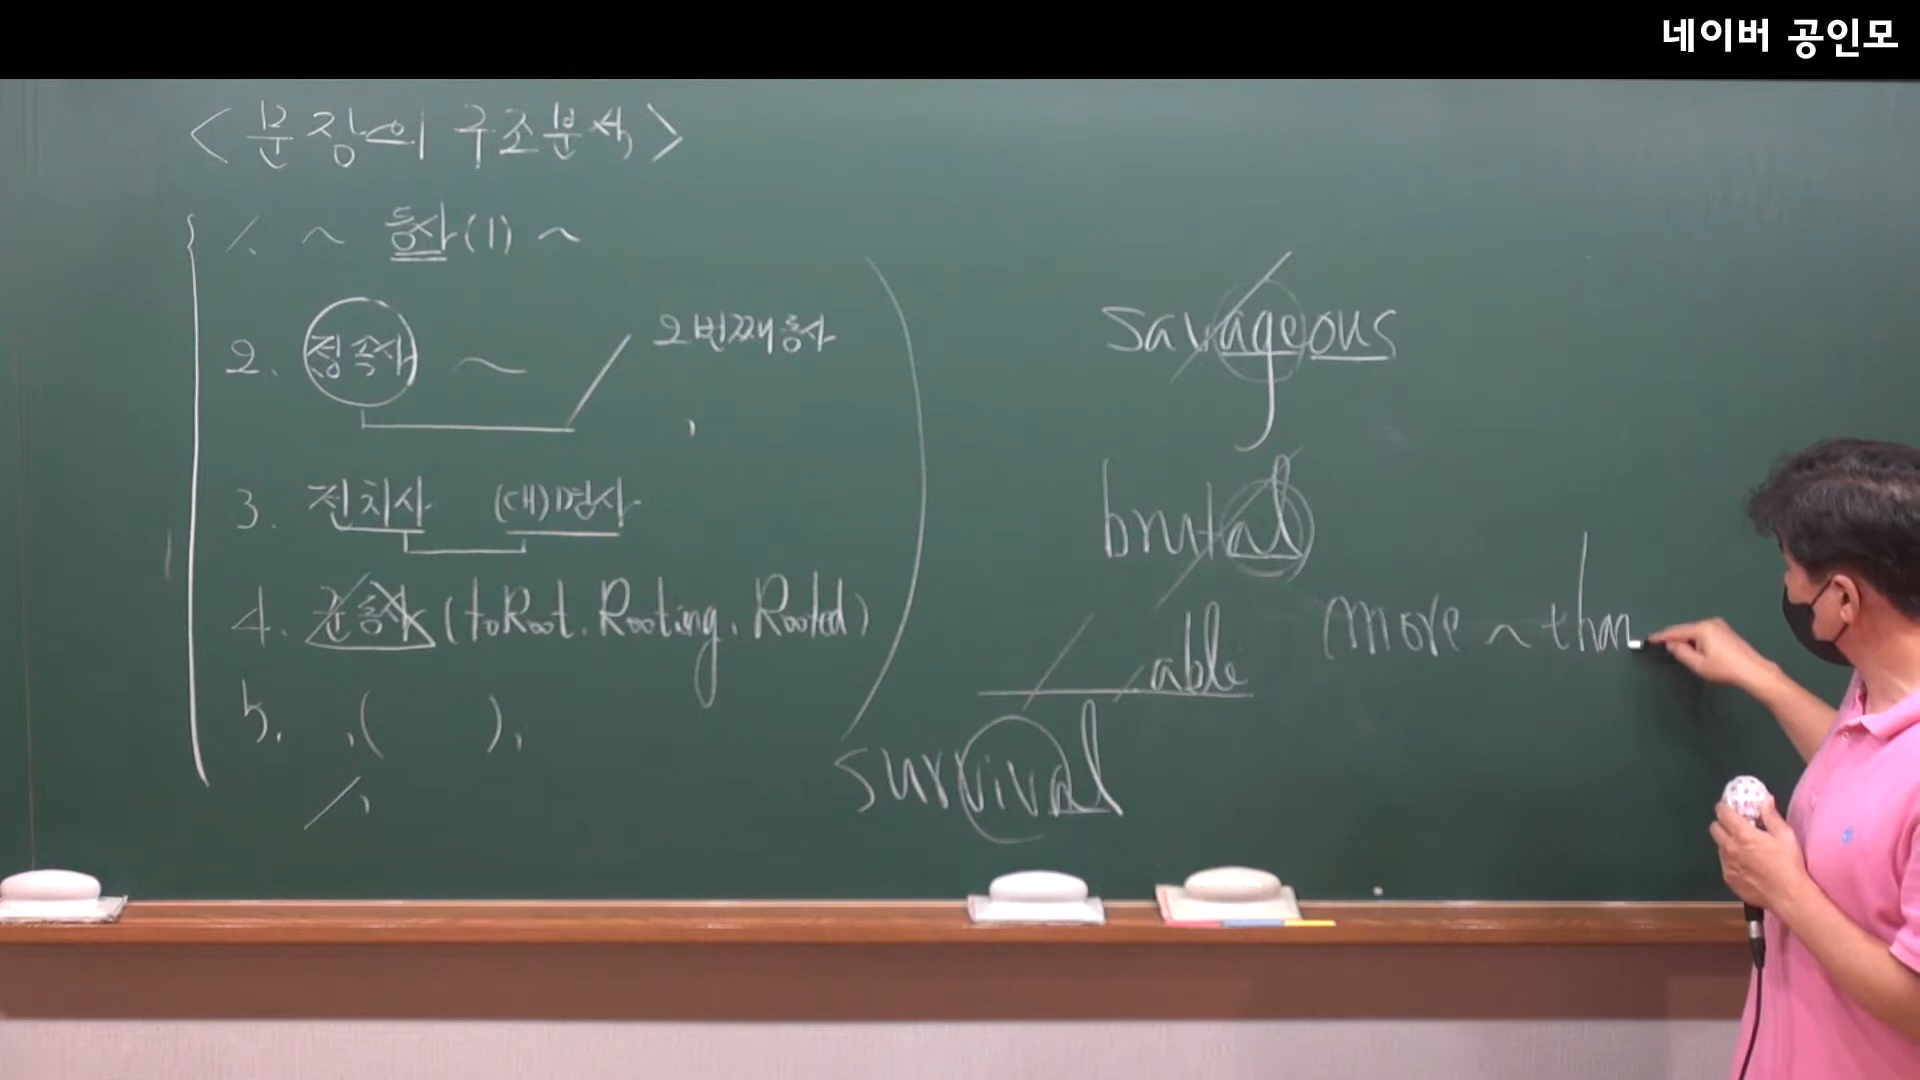 네이버 공인모
< 문장의 구조분석 >
1. ~ 동사(1) ~
2. 접속사 ~ / 2번째 동사
,
3. 전치사 (대)명사
4. 준동사 (to Root. Rooting, Rooted)
5. ,( ),
/,
savageous
brutal
more ~ than
able
survival